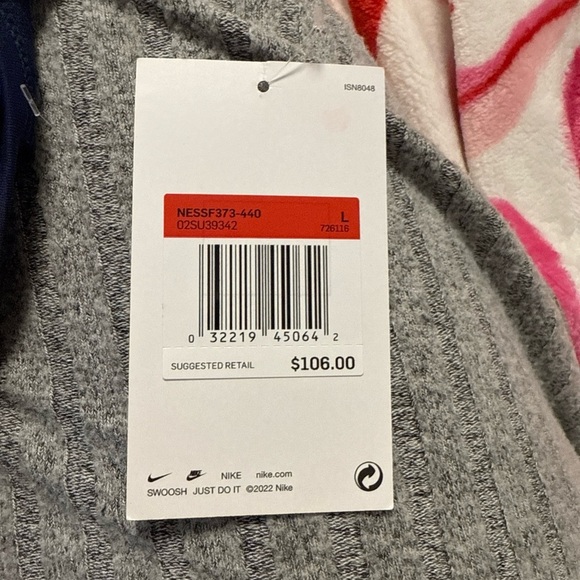 ISN8048
NESSF373-440 L
02SU39342 726116
0 32219 45064 2
SUGGESTED RETAIL $106.00
NIKE nike.com
SWOOSH JUST DO IT ©2022 Nike